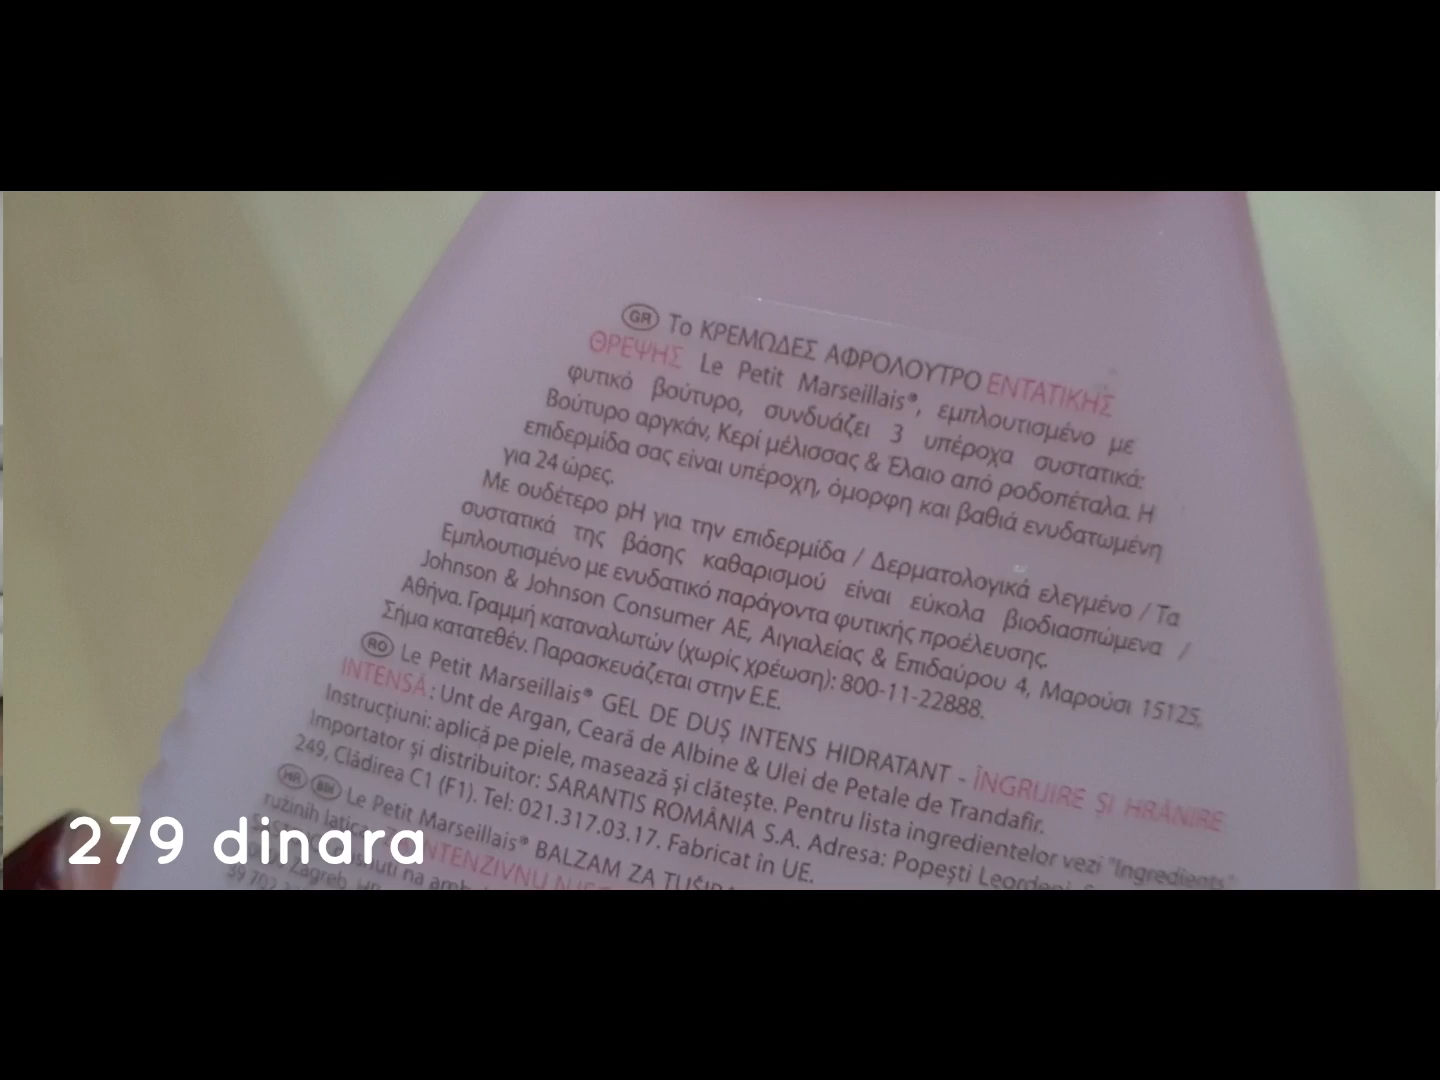 GR Το ΚΡΕΜΩΔΕΣ ΑΦΡΟΛΟΥΤΡΟ ΕΝΤΑΤΙΚΗΣ
ΘΡΕΨΗΣ Le Petit Marseillais®, εμπλουτισμένο με
φυτικό βούτυρο, συνδυάζει 3 υπέροχα συστατικά:
Βούτυρο αργκάν, Κερί μέλισσας & Έλαιο από ροδοπέταλα. Η
επιδερμίδα σας είναι υπέροχη, όμορφη και βαθιά ενυδατωμένη
για 24 ώρες.
Με ουδέτερο pH για την επιδερμίδα / Δερματολογικά ελεγμένο / Τα
συστατικά της βάσης καθαρισμού είναι εύκολα βιοδιασπώμενα /
Εμπλουτισμένο με ενυδατικό παράγοντα φυτικής προέλευσης.
Johnson & Johnson Consumer AE, Αιγιαλείας & Επιδαύρου 4, Μαρούσι 15125,
Αθήνα. Γραμμή καταναλωτών (χωρίς χρέωση): 800-11-22888.
Σήμα κατατεθέν. Παρασκευάζεται στην Ε.Ε.
RO Le Petit Marseillais® GEL DE DUȘ INTENS HIDRATANT - ÎNGRIJIRE ȘI HRĂNIRE
INTENSĂ: Unt de Argan, Ceară de Albine & Ulei de Petale de Trandafir.
Instrucțiuni: aplică pe piele, masează și clătește. Pentru lista ingredientelor vezi "Ingredients"
Importator și distribuitor: SARANTIS ROMÂNIA S.A. Adresa: Popești Leordeni,
249, Clădirea C1 (F1). Tel: 021.317.03.17. Fabricat în UE.
HR BIH Le Petit Marseillais® BALZAM ZA
ružinih latica
279 dinara